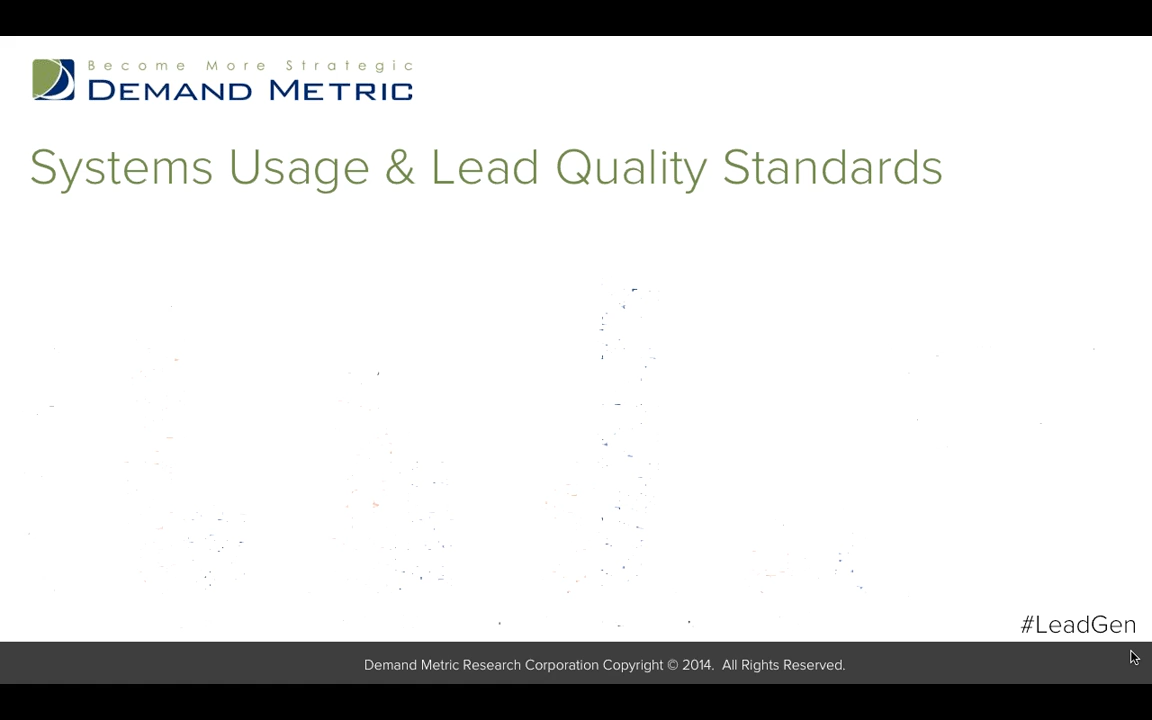 Become More Strategic
DEMAND METRIC
Systems Usage & Lead Quality Standards
#LeadGen
Demand Metric Research Corporation Copyright © 2014. All Rights Reserved.